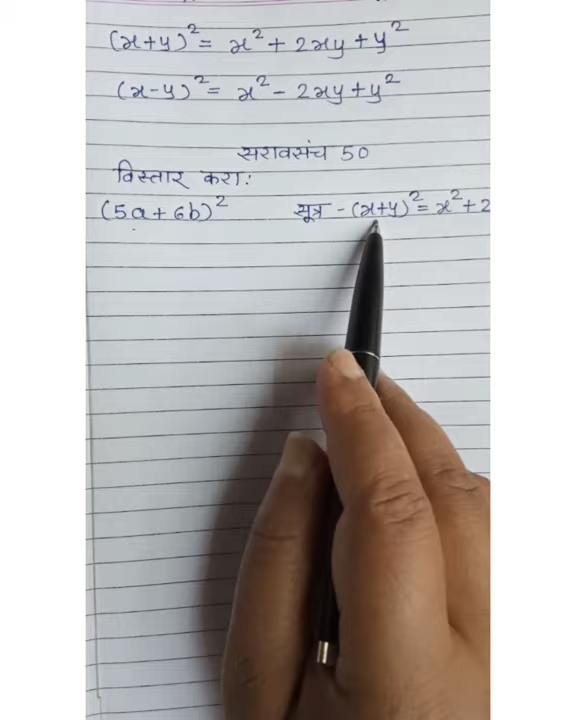 (x+y)² = x² + 2xy + y²
(x-y)² = x² - 2xy + y²
सरावसंच 50
विस्तार करा:
(5a + 6b)² सूत्र - (x+y)² = x² + 2